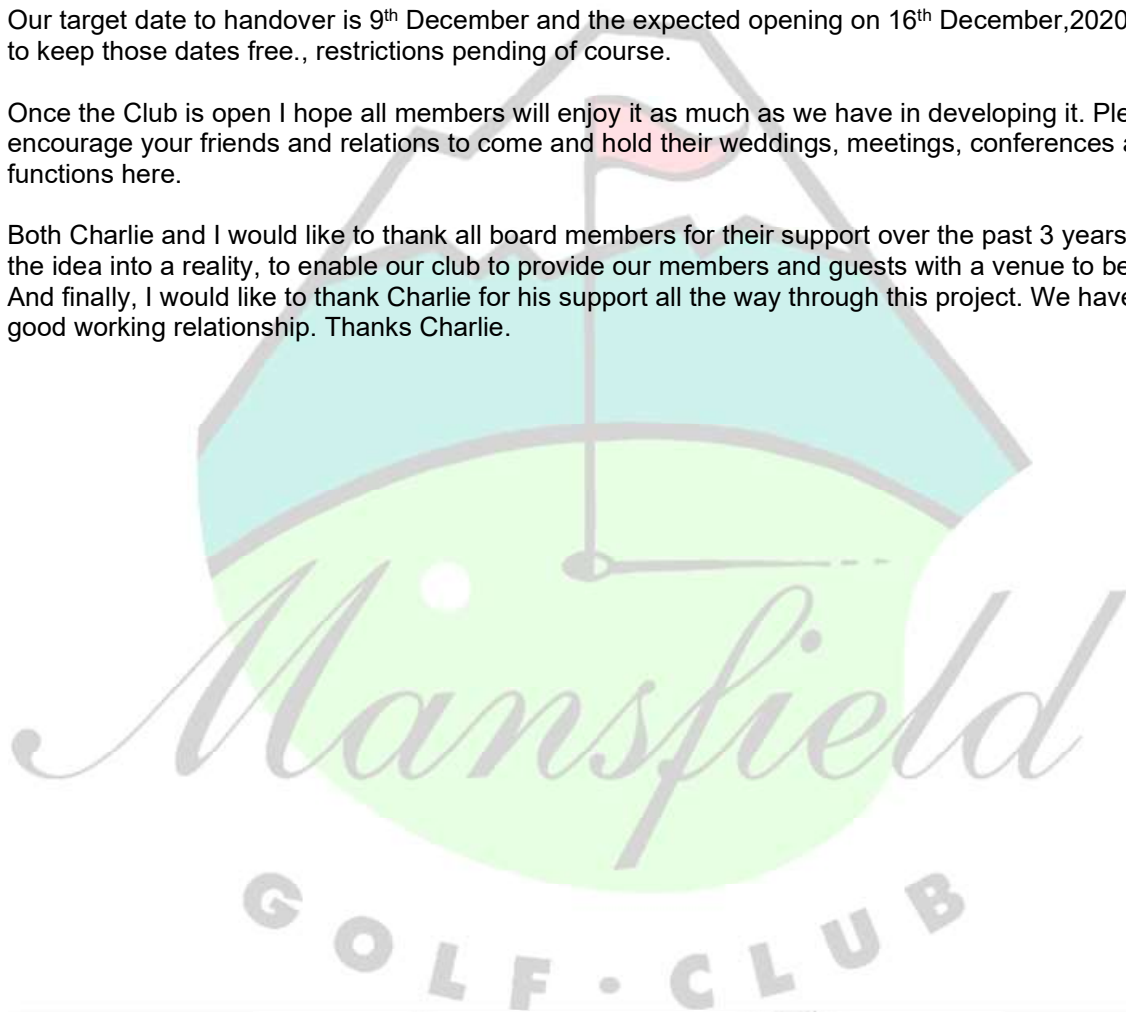 Our target date to handover is 9th December and the expected opening on 16th December,2020
to keep those dates free., restrictions pending of course.
Once the Club is open I hope all members will enjoy it as much as we have in developing it.
encourage your friends and relations to come and hold their weddings, meetings, conferences
functions here.
Both Charlie and I would like to thank all board members for their support over the past 3 years
the idea into a reality, to enable our club to provide our members and guests with a venue to
And finally, I would like to thank Charlie for his support all the way through this project. We have
good working relationship. Thanks Charlie.
Mansfield
GOLF · CLUB